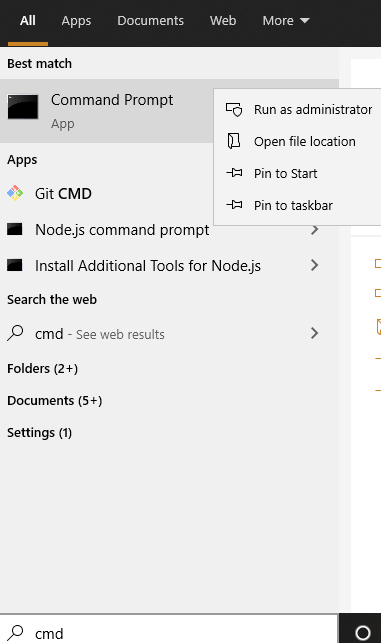 All Apps Documents Web More
Best match
Command Prompt
App
Run as administrator
Open file location
Pin to Start
Pin to taskbar
Apps
Git CMD
Node.js command prompt
Install Additional Tools for Node.js
Search the web
cmd - See web results
Folders (2+)
Documents (5+)
Settings (1)
cmd